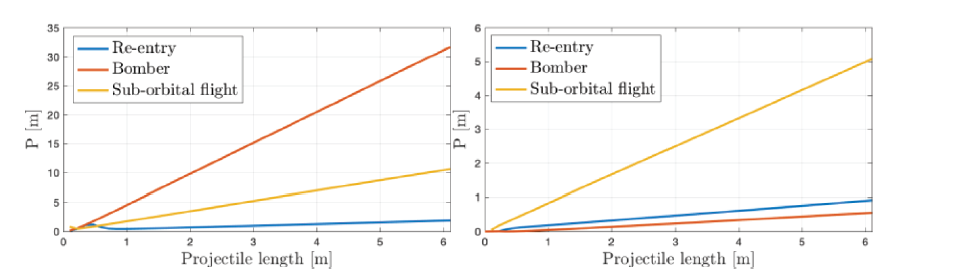 35
30
25
20
15
10
5
0
P [m]
Re-entry
Bomber
Sub-orbital flight
0 1 2 3 4 5 6
Projectile length [m]
6
5
4
3
2
1
0
P [m]
Re-entry
Bomber
Sub-orbital flight
0 1 2 3 4 5 6
Projectile length [m]